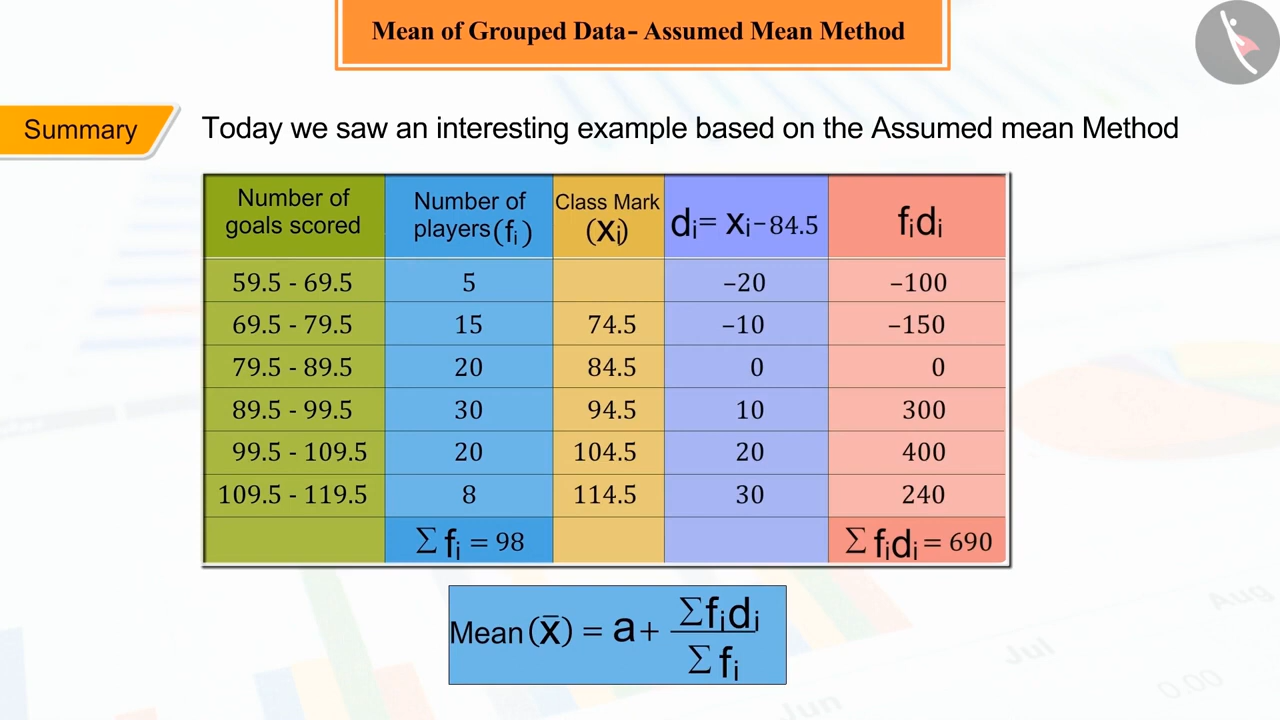 Mean of Grouped Data- Assumed Mean Method
Summary
Today we saw an interesting example based on the Assumed mean Method
Number of goals scored Number of players (fᵢ) Class Mark (xᵢ) dᵢ= xᵢ-84.5 fᵢdᵢ
59.5 - 69.5 5 –20 –100
69.5 - 79.5 15 74.5 –10 –150
79.5 - 89.5 20 84.5 0 0
89.5 - 99.5 30 94.5 10 300
99.5 - 109.5 20 104.5 20 400
109.5 - 119.5 8 114.5 30 240
∑ fᵢ = 98 ∑ fᵢdᵢ = 690
Mean (x̄) = a+ ∑fᵢdᵢ / ∑ fᵢ
Aug
Jul
0.00
Jun